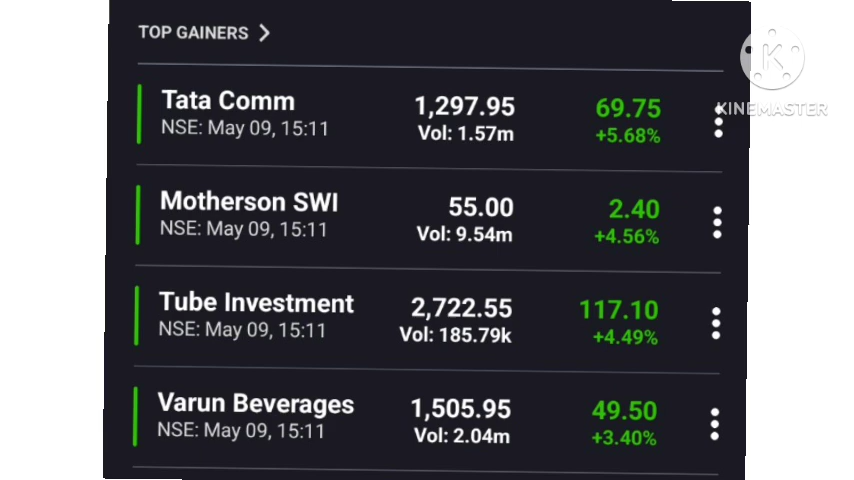 TOP GAINERS >
KINEMASTER
Tata Comm 1,297.95 69.75
NSE: May 09, 15:11 Vol: 1.57m +5.68%
Motherson SWI 55.00 2.40
NSE: May 09, 15:11 Vol: 9.54m +4.56%
Tube Investment 2,722.55 117.10
NSE: May 09, 15:11 Vol: 185.79k +4.49%
Varun Beverages 1,505.95 49.50
NSE: May 09, 15:11 Vol: 2.04m +3.40%